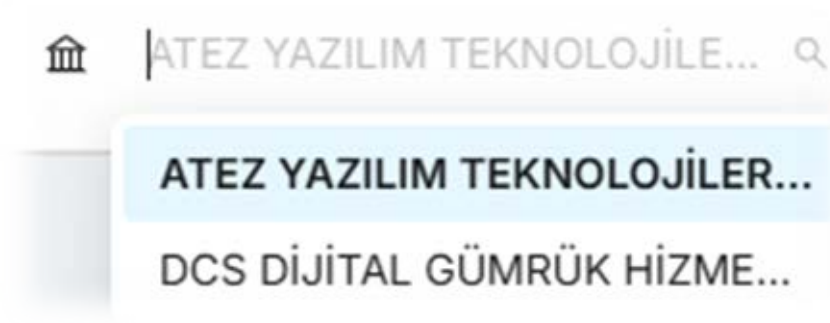 ATEZ YAZILIM TEKNOLOJİLE...
ATEZ YAZILIM TEKNOLOJİLER...
DCS DİJİTAL GÜMRÜK HİZME...